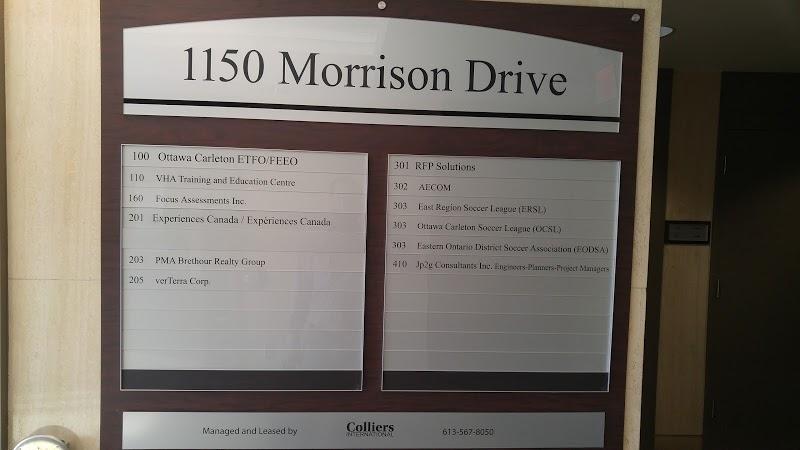 1150 Morrison Drive
100 Ottawa Carleton ETFO/FEEO
110 VHA Training and Education Centre
160 Focus Assessments Inc.
201 Experiences Canada / Expériences Canada
203 PMA Brethour Realty Group
205 verTerra Corp.
301 RFP Solutions
302 AECOM
303 East Region Soccer League (ERSL)
303 Ottawa Carleton Soccer League (OCSL)
303 Eastern Ontario District Soccer Association (EODSA)
410 Jp2g Consultants Inc. Engineers-Planners-Project Managers
Managed and Leased by Colliers INTERNATIONAL 613-567-8050